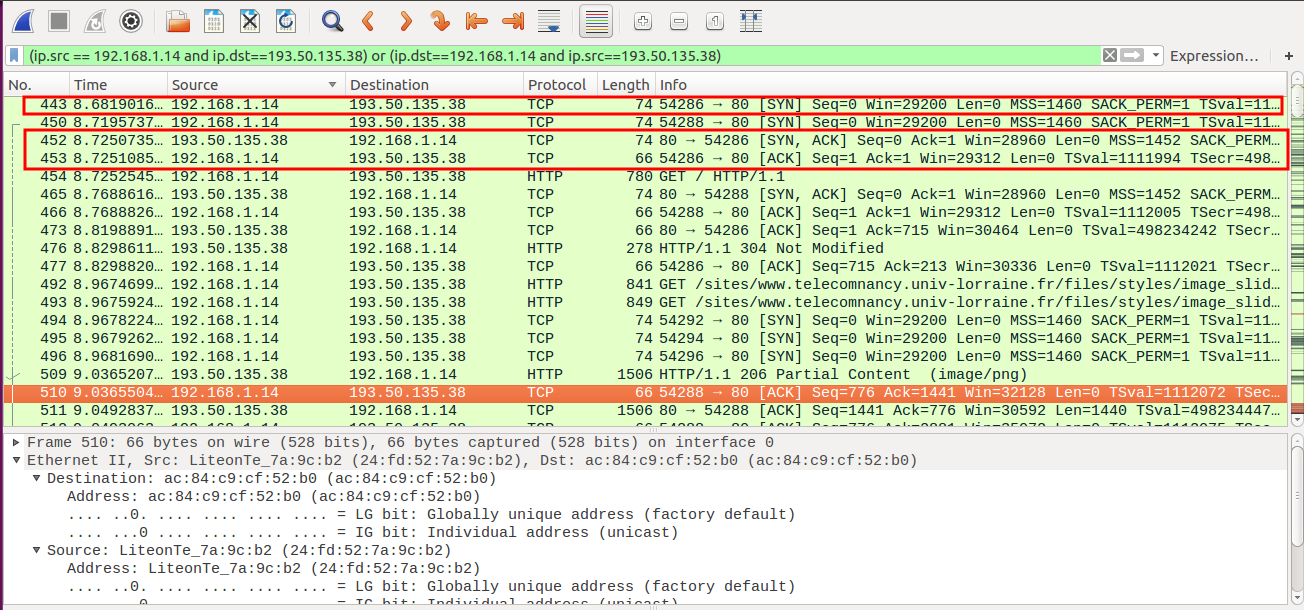 (ip.src == 192.168.1.14 and ip.dst==193.50.135.38) or (ip.dst==192.168.1.14 and ip.src==193.50.135.38) Expression… +
No. Time Source Destination Protocol Length Info
443 8.6819016… 192.168.1.14 193.50.135.38 TCP 74 54286 → 80 [SYN] Seq=0 Win=29200 Len=0 MSS=1460 SACK_PERM=1 TSval=11…
450 8.7195737… 192.168.1.14 193.50.135.38 TCP 74 54288 → 80 [SYN] Seq=0 Win=29200 Len=0 MSS=1460 SACK_PERM=1 TSval=11…
452 8.7250735… 193.50.135.38 192.168.1.14 TCP 74 80 → 54286 [SYN, ACK] Seq=0 Ack=1 Win=28960 Len=0 MSS=1452 SACK_PERM…
453 8.7251085… 192.168.1.14 193.50.135.38 TCP 66 54286 → 80 [ACK] Seq=1 Ack=1 Win=29312 Len=0 TSval=1111994 TSecr=498…
454 8.7252545… 192.168.1.14 193.50.135.38 HTTP 780 GET / HTTP/1.1
465 8.7688616… 193.50.135.38 192.168.1.14 TCP 74 80 → 54288 [SYN, ACK] Seq=0 Ack=1 Win=28960 Len=0 MSS=1452 SACK_PERM…
466 8.7688826… 192.168.1.14 193.50.135.38 TCP 66 54288 → 80 [ACK] Seq=1 Ack=1 Win=29312 Len=0 TSval=1112005 TSecr=498…
473 8.8198891… 193.50.135.38 192.168.1.14 TCP 66 80 → 54286 [ACK] Seq=1 Ack=715 Win=30464 Len=0 TSval=498234242 TSecr…
476 8.8298611… 193.50.135.38 192.168.1.14 HTTP 278 HTTP/1.1 304 Not Modified
477 8.8298820… 192.168.1.14 193.50.135.38 TCP 66 54286 → 80 [ACK] Seq=715 Ack=213 Win=30336 Len=0 TSval=1112021 TSecr…
492 8.9674699… 192.168.1.14 193.50.135.38 HTTP 841 GET /sites/www.telecomnancy.univ-lorraine.fr/files/styles/image_slid…
493 8.9675924… 192.168.1.14 193.50.135.38 HTTP 849 GET /sites/www.telecomnancy.univ-lorraine.fr/files/styles/image_slid…
494 8.9678224… 192.168.1.14 193.50.135.38 TCP 74 54292 → 80 [SYN] Seq=0 Win=29200 Len=0 MSS=1460 SACK_PERM=1 TSval=11…
495 8.9679262… 192.168.1.14 193.50.135.38 TCP 74 54294 → 80 [SYN] Seq=0 Win=29200 Len=0 MSS=1460 SACK_PERM=1 TSval=11…
496 8.9681690… 192.168.1.14 193.50.135.38 TCP 74 54296 → 80 [SYN] Seq=0 Win=29200 Len=0 MSS=1460 SACK_PERM=1 TSval=11…
509 9.0365207… 193.50.135.38 192.168.1.14 HTTP 1506 HTTP/1.1 206 Partial Content (image/png)
510 9.0365504… 192.168.1.14 193.50.135.38 TCP 66 54288 → 80 [ACK] Seq=776 Ack=1441 Win=32128 Len=0 TSval=1112072 TSec…
511 9.0492837… 193.50.135.38 192.168.1.14 TCP 1506 80 → 54288 [ACK] Seq=1441 Ack=776 Win=30592 Len=1440 TSval=498234447…
Frame 510: 66 bytes on wire (528 bits), 66 bytes captured (528 bits) on interface 0
Ethernet II, Src: LiteonTe_7a:9c:b2 (24:fd:52:7a:9c:b2), Dst: ac:84:c9:cf:52:b0 (ac:84:c9:cf:52:b0)
Destination: ac:84:c9:cf:52:b0 (ac:84:c9:cf:52:b0)
Address: ac:84:c9:cf:52:b0 (ac:84:c9:cf:52:b0)
.... ..0. .... .... .... .... = LG bit: Globally unique address (factory default)
.... ...0 .... .... .... .... = IG bit: Individual address (unicast)
Source: LiteonTe_7a:9c:b2 (24:fd:52:7a:9c:b2)
Address: LiteonTe_7a:9c:b2 (24:fd:52:7a:9c:b2)
.... ..0. .... .... .... .... = LG bit: Globally unique address (factory default)
.... ...0 .... .... .... .... = IG bit: Individual address (unicast)